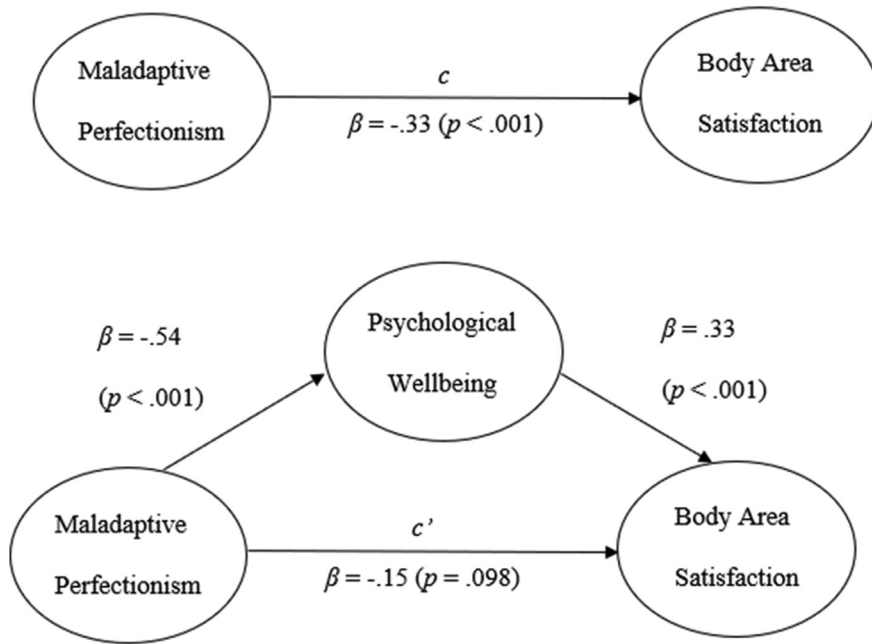 Maladaptive
Perfectionism
c
β = -.33 (p < .001)
Body Area
Satisfaction
β = -.54
(p < .001)
Psychological
Wellbeing
β = .33
(p < .001)
Maladaptive
Perfectionism
c’
β = -.15 (p = .098)
Body Area
Satisfaction